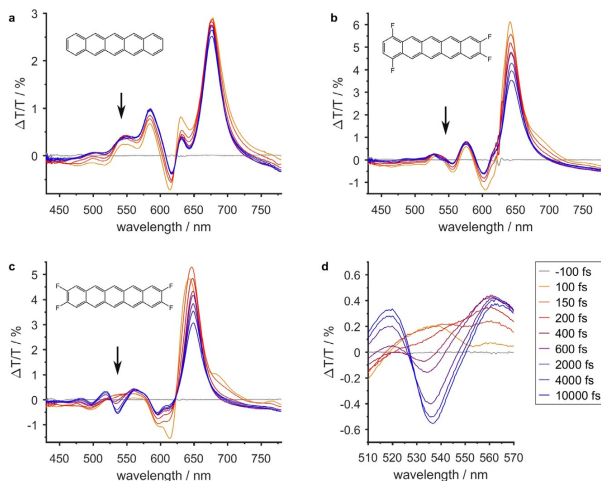 a
3
2
1
0
ΔT/T / %
450 500 550 600 650 700 750
wavelength / nm
b
F
F
F
F
6
5
4
3
2
1
0
-1
ΔT/T / %
450 500 550 600 650 700 750
wavelength / nm
c
F
F
F
F
5
4
3
2
1
0
-1
ΔT/T / %
450 500 550 600 650 700 750
wavelength / nm
d
0.6
0.4
0.2
0.0
-0.2
-0.4
-0.6
ΔT/T / %
510 520 530 540 550 560 570
wavelength / nm
-100 fs
100 fs
150 fs
200 fs
400 fs
600 fs
2000 fs
4000 fs
10000 fs